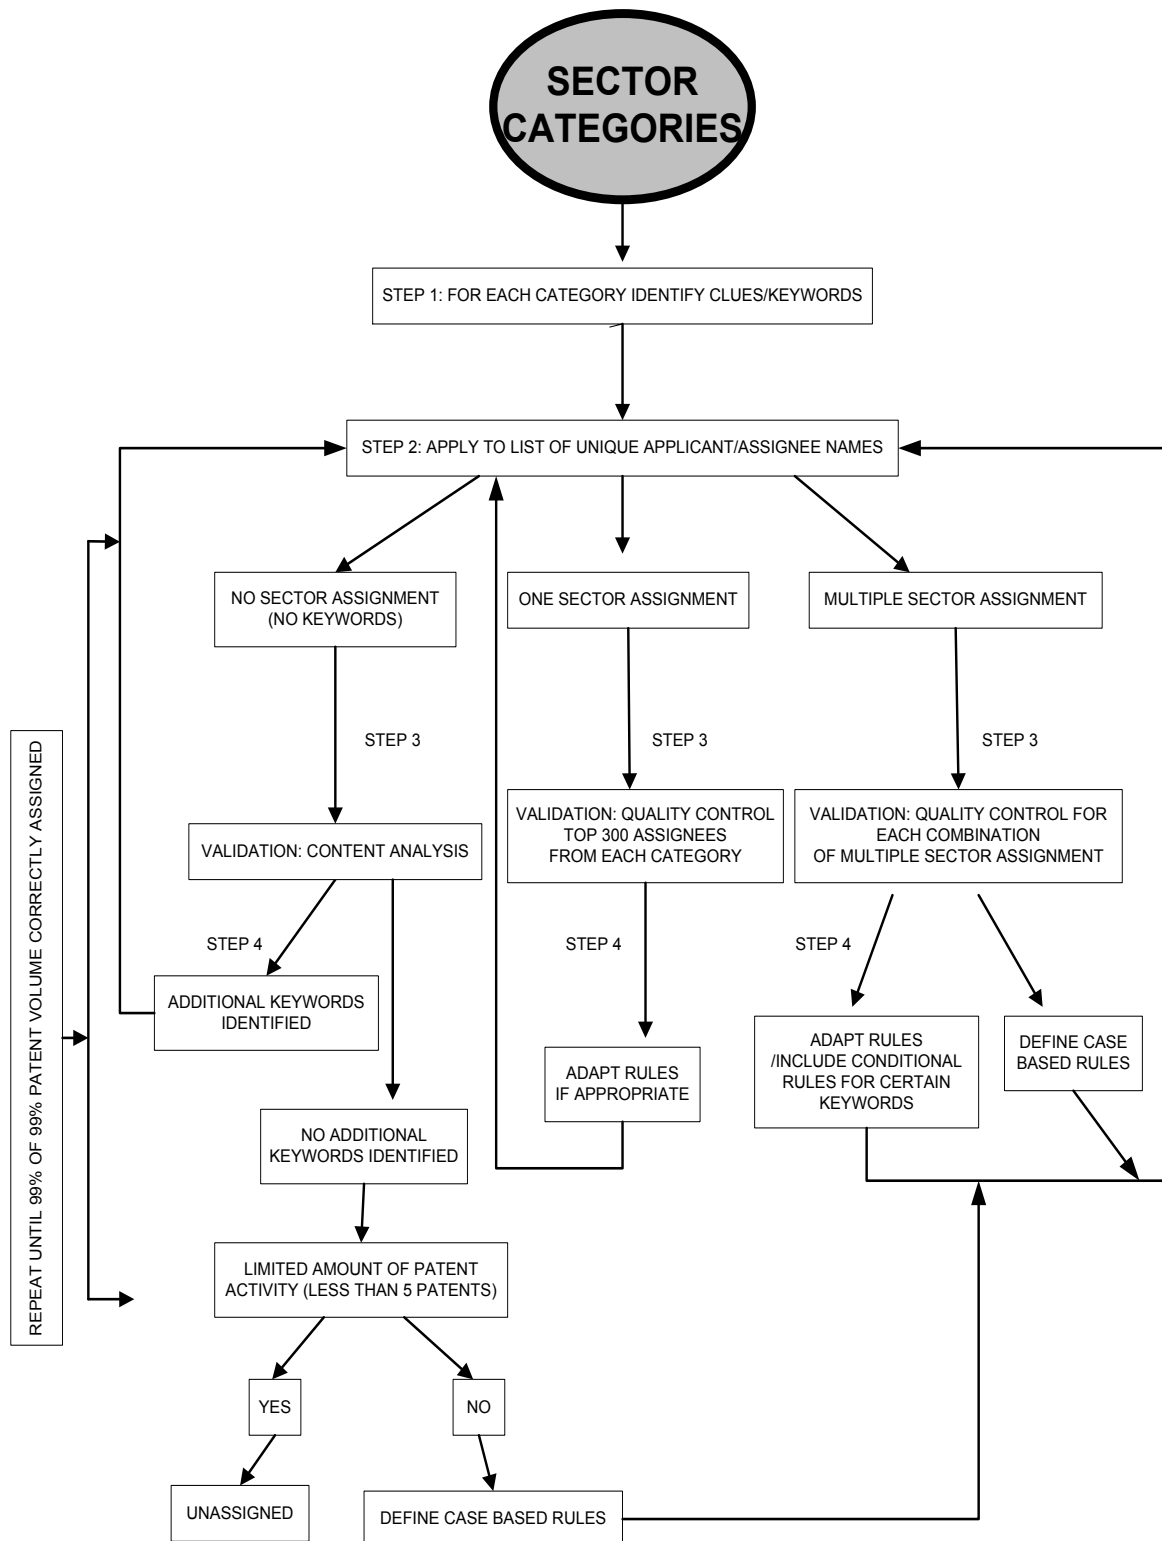 SECTOR
CATEGORIES
STEP 1: FOR EACH CATEGORY IDENTIFY CLUES/KEYWORDS
STEP 2: APPLY TO LIST OF UNIQUE APPLICANT/ASSIGNEE NAMES
NO SECTOR ASSIGNMENT
(NO KEYWORDS)
ONE SECTOR ASSIGNMENT
MULTIPLE SECTOR ASSIGNMENT
STEP 3
STEP 3
STEP 3
VALIDATION: CONTENT ANALYSIS
VALIDATION: QUALITY CONTROL
TOP 300 ASSIGNEES
FROM EACH CATEGORY
VALIDATION: QUALITY CONTROL FOR
EACH COMBINATION
OF MULTIPLE SECTOR ASSIGNMENT
STEP 4
STEP 4
STEP 4
ADDITIONAL KEYWORDS
IDENTIFIED
ADAPT RULES
IF APPROPRIATE
ADAPT RULES
/INCLUDE CONDITIONAL
RULES FOR CERTAIN
KEYWORDS
DEFINE CASE
BASED RULES
NO ADDITIONAL
KEYWORDS IDENTIFIED
LIMITED AMOUNT OF PATENT
ACTIVITY (LESS THAN 5 PATENTS)
YES
NO
UNASSIGNED
DEFINE CASE BASED RULES
REPEAT UNTIL 99% OF 99% PATENT VOLUME CORRECTLY ASSIGNED